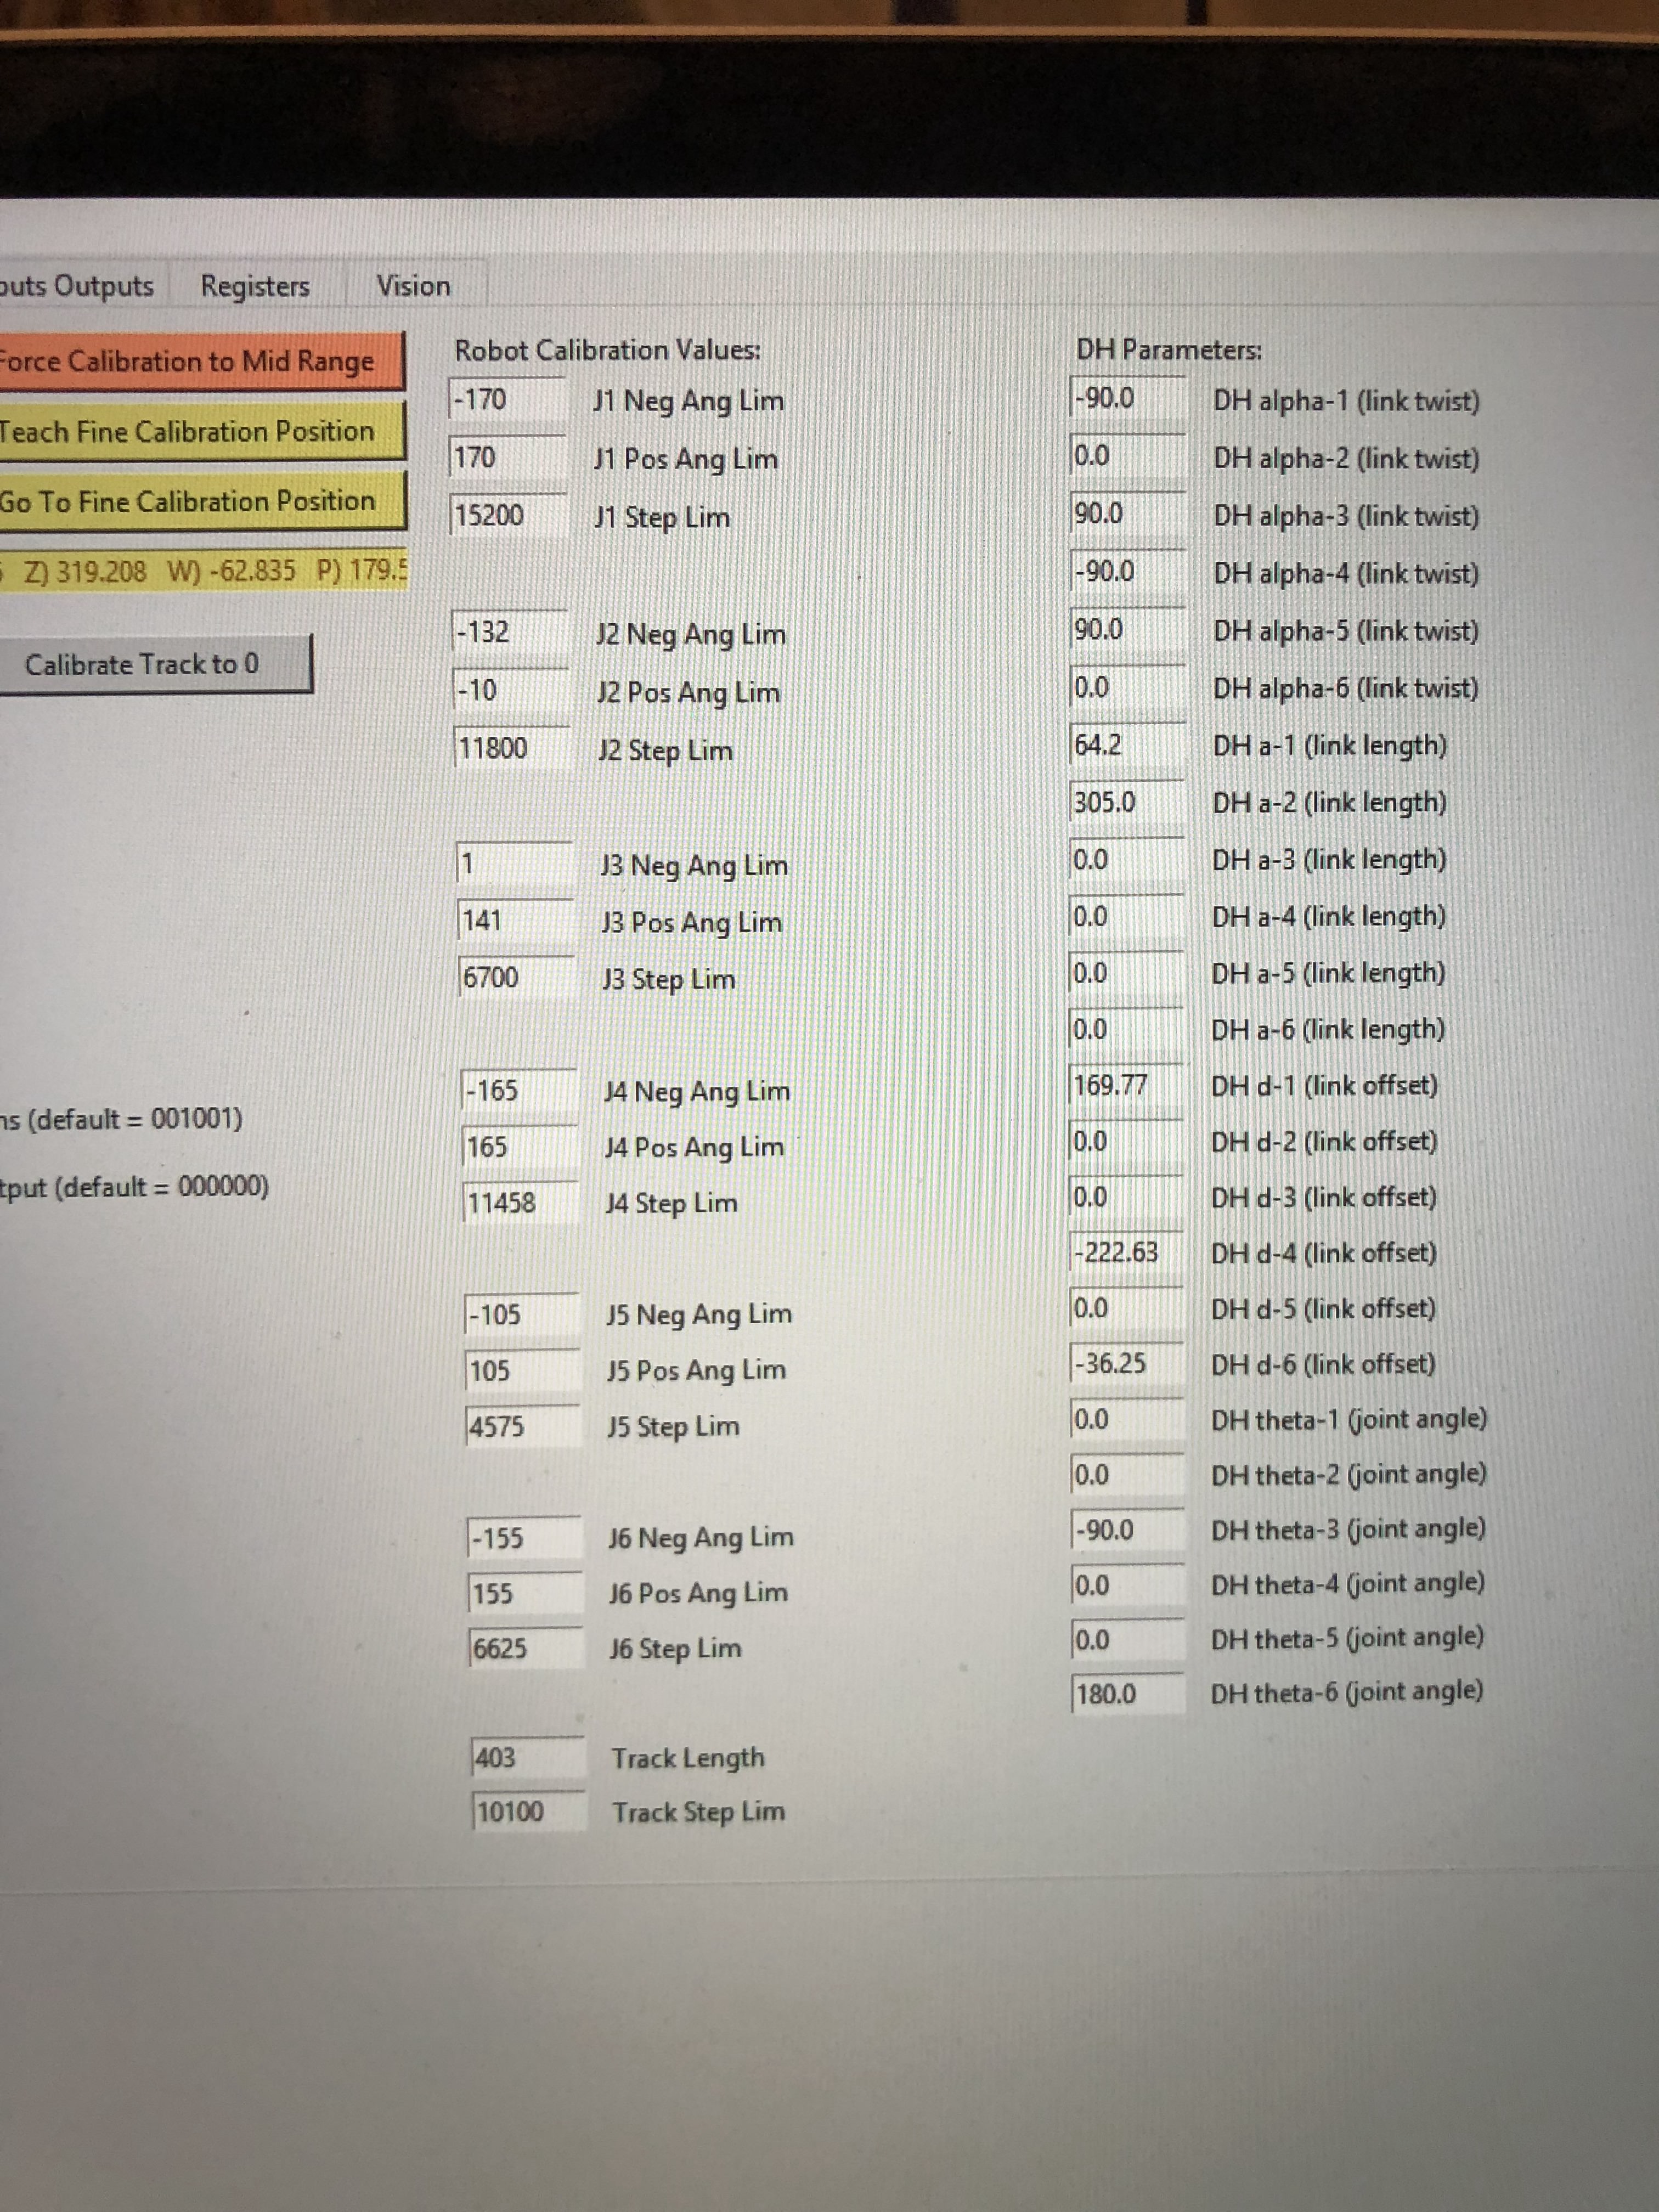 Outputs
Registers
Vision
Force Calibration to Mid Range
Teach Fine Calibration Position
Go To Fine Calibration Position
Z) 319.208 W) -62.835 P) 179.5
Calibrate Track to 0
(default = 001001)
(default = 000000)
Robot Calibration Values:
-170 J1 Neg Ang Lim
170 J1 Pos Ang Lim
15200 J1 Step Lim
-132 J2 Neg Ang Lim
-10 J2 Pos Ang Lim
11800 J2 Step Lim
1 J3 Neg Ang Lim
141 J3 Pos Ang Lim
6700 J3 Step Lim
-165 J4 Neg Ang Lim
165 J4 Pos Ang Lim
11458 J4 Step Lim
-105 J5 Neg Ang Lim
105 J5 Pos Ang Lim
4575 J5 Step Lim
-155 J6 Neg Ang Lim
155 J6 Pos Ang Lim
6625 J6 Step Lim
403 Track Length
10100 Track Step Lim
DH Parameters:
-90.0 DH alpha-1 (link twist)
0.0 DH alpha-2 (link twist)
90.0 DH alpha-3 (link twist)
-90.0 DH alpha-4 (link twist)
90.0 DH alpha-5 (link twist)
0.0 DH alpha-6 (link twist)
64.2 DH a-1 (link length)
305.0 DH a-2 (link length)
0.0 DH a-3 (link length)
0.0 DH a-4 (link length)
0.0 DH a-5 (link length)
0.0 DH a-6 (link length)
169.77 DH d-1 (link offset)
0.0 DH d-2 (link offset)
0.0 DH d-3 (link offset)
-222.63 DH d-4 (link offset)
0.0 DH d-5 (link offset)
-36.25 DH d-6 (link offset)
0.0 DH theta-1 (joint angle)
0.0 DH theta-2 (joint angle)
-90.0 DH theta-3 (joint angle)
0.0 DH theta-4 (joint angle)
0.0 DH theta-5 (joint angle)
180.0 DH theta-6 (joint angle)